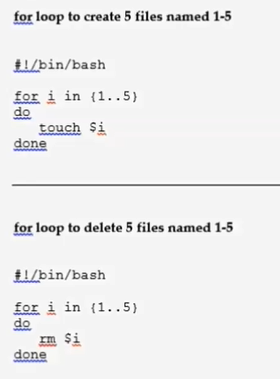 for loop to create 5 files named 1-5
#!/bin/bash
for i in {1..5}
do
touch $i
done
for loop to delete 5 files named 1-5
#!/bin/bash
for i in {1..5}
do
rm $i
done